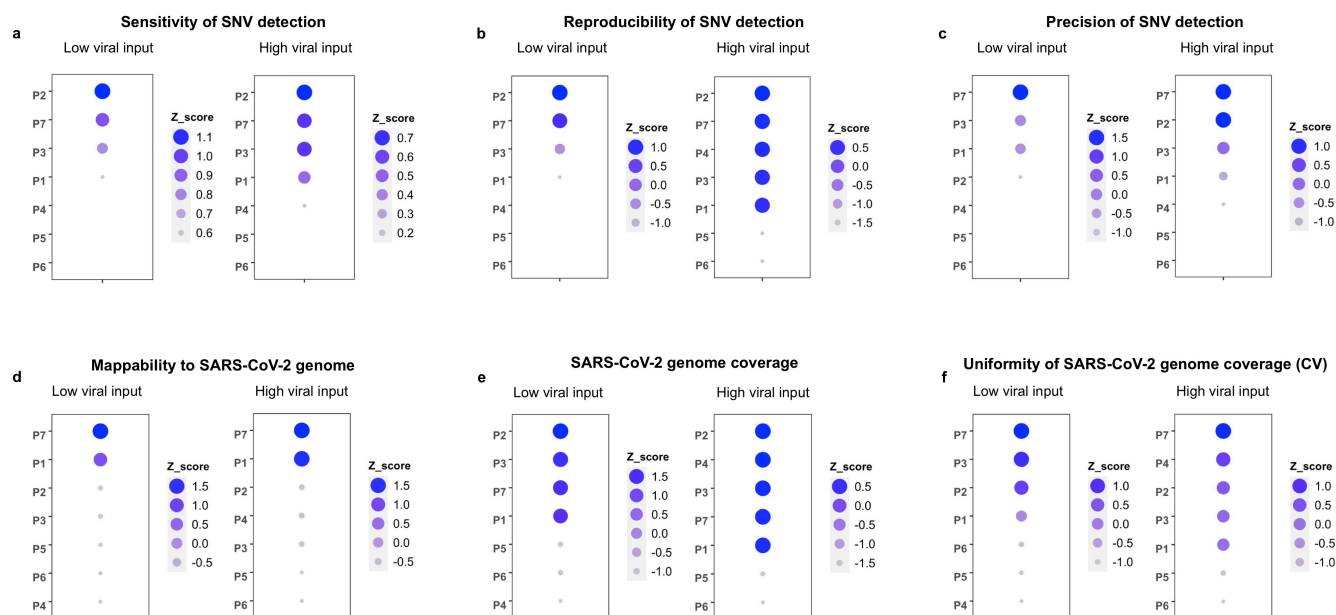 a
Sensitivity of SNV detection
Low viral input
High viral input
P2
P7
P3
P1
P4
P5
P6
Z_score
1.1
1.0
0.9
0.8
0.7
0.6
P2
P7
P3
P1
P4
P5
P6
Z_score
0.7
0.6
0.5
0.4
0.3
0.2
b
Reproducibility of SNV detection
Low viral input
High viral input
P2
P7
P3
P1
P4
P5
P6
Z_score
1.0
0.5
0.0
-0.5
-1.0
P2
P7
P4
P3
P1
P5
P6
Z_score
0.5
0.0
-0.5
-1.0
-1.5
c
Precision of SNV detection
Low viral input
High viral input
P7
P3
P1
P2
P4
P5
P6
Z_score
1.5
1.0
0.5
0.0
-0.5
-1.0
P7
P2
P3
P1
P4
P5
P6
Z_score
1.0
0.5
0.0
-0.5
-1.0
d
Mappability to SARS-CoV-2 genome
Low viral input
High viral input
P7
P1
P2
P3
P5
P6
P4
Z_score
1.5
1.0
0.5
0.0
-0.5
P7
P1
P2
P4
P3
P5
P6
Z_score
1.5
1.0
0.5
0.0
-0.5
e
SARS-CoV-2 genome coverage
Low viral input
High viral input
P2
P3
P7
P1
P5
P6
P4
Z_score
1.5
1.0
0.5
0.0
-0.5
-1.0
P2
P4
P3
P7
P1
P5
P6
Z_score
0.5
0.0
-0.5
-1.0
-1.5
f
Uniformity of SARS-CoV-2 genome coverage (CV)
Low viral input
High viral input
P7
P3
P2
P1
P6
P5
P4
Z_score
1.0
0.5
0.0
-0.5
-1.0
P7
P4
P2
P3
P1
P5
P6
Z_score
1.0
0.5
0.0
-0.5
-1.0